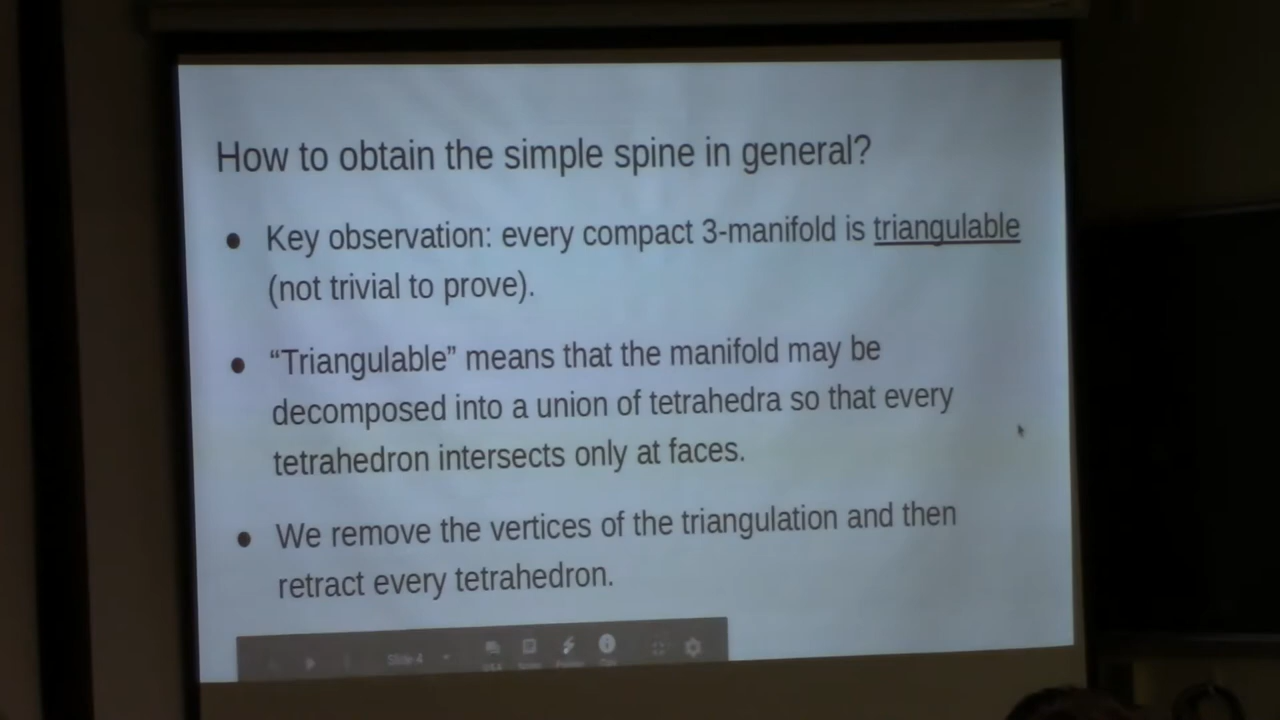 How to obtain the simple spine in general?
● Key observation: every compact 3-manifold is triangulable
(not trivial to prove).
● “Triangulable” means that the manifold may be
decomposed into a union of tetrahedra so that every
tetrahedron intersects only at faces.
● We remove the vertices of the triangulation and then
retract every tetrahedron.
Slide 4